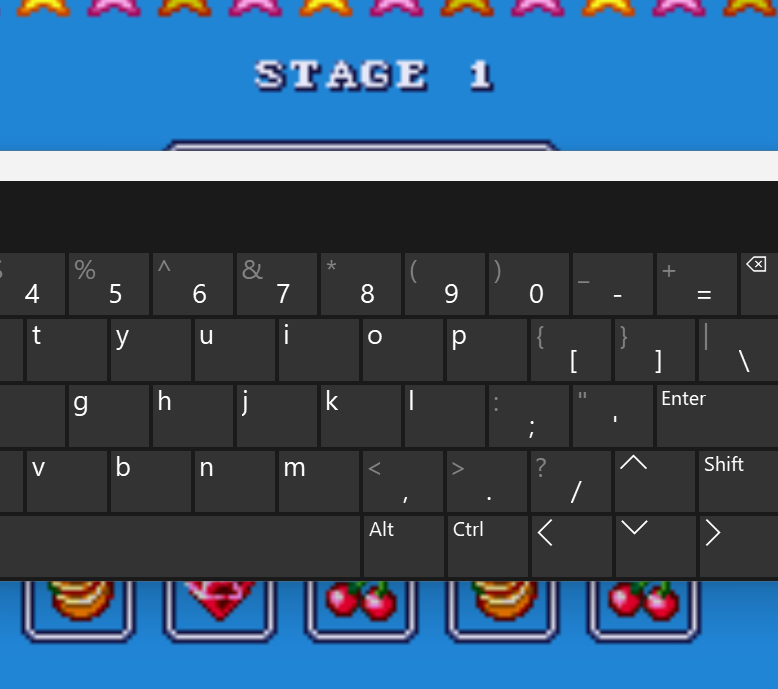 STAGE 1
$ 4 % 5 ^ 6 & 7 * 8 ( 9 ) 0 _ - + =
t y u i o p { [ } ] | \
g h j k l : ; " ' Enter
v b n m < , > . ? / Shift
Alt Ctrl